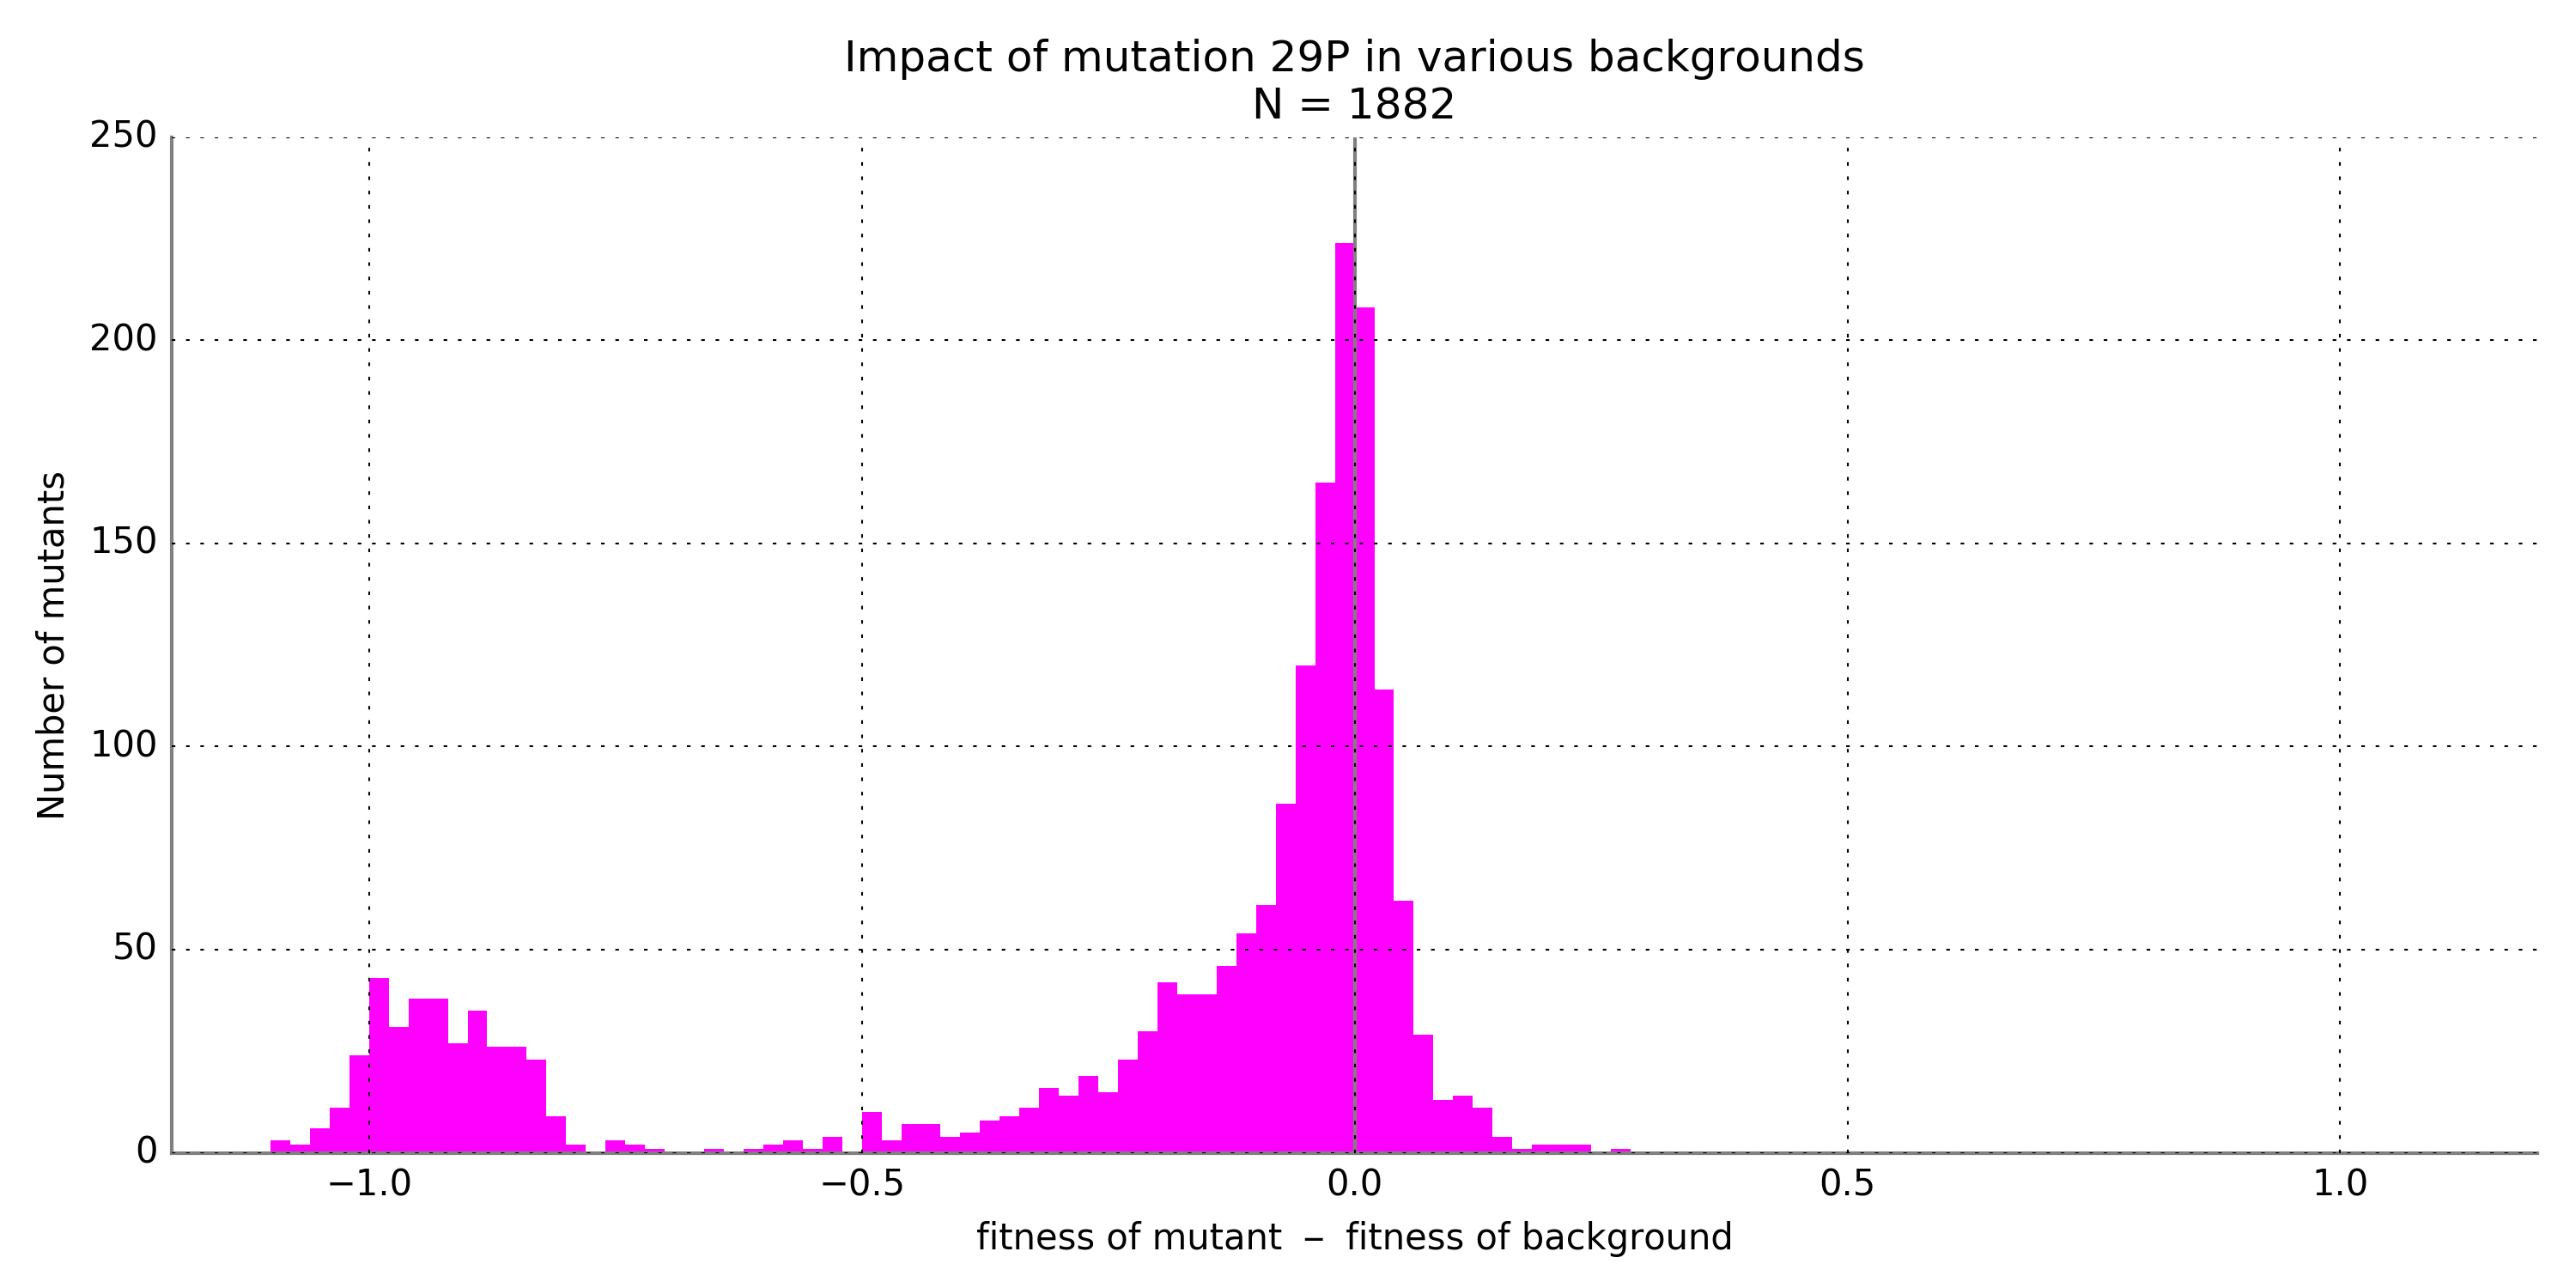 Impact of mutation 29P in various backgrounds
N = 1882
250
200
150
100
50
0
Number of mutants
−1.0
−0.5
0.0
0.5
1.0
fitness of mutant − fitness of background